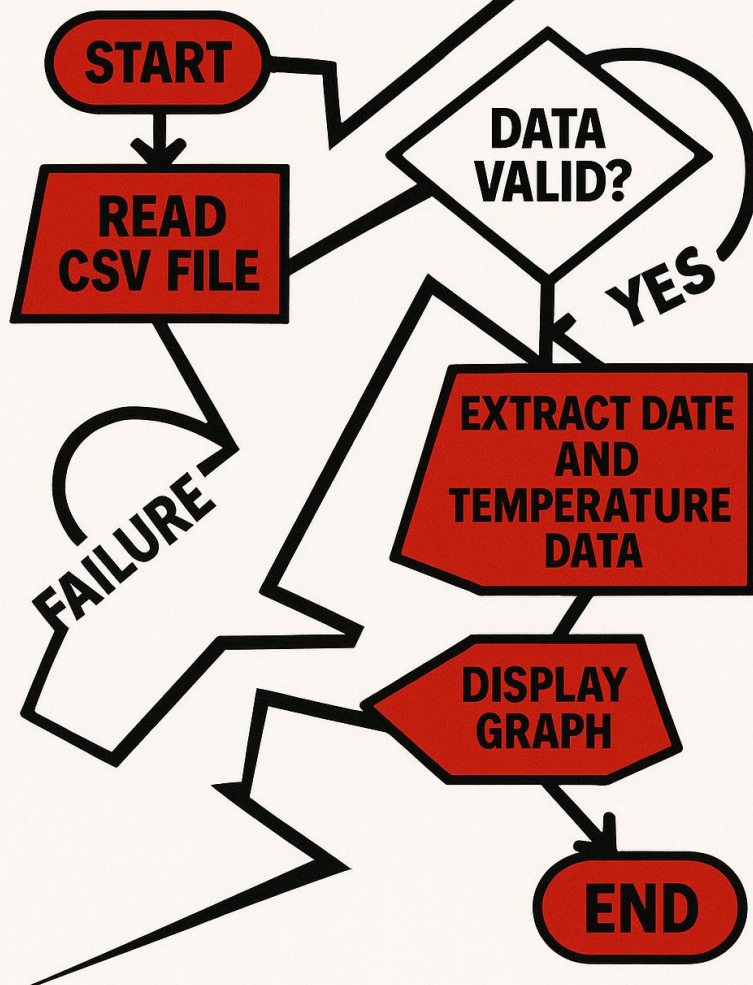 START
READ
CSV FILE
DATA
VALID?
YES
FAILURE
EXTRACT DATE
AND
TEMPERATURE
DATA
DISPLAY
GRAPH
END